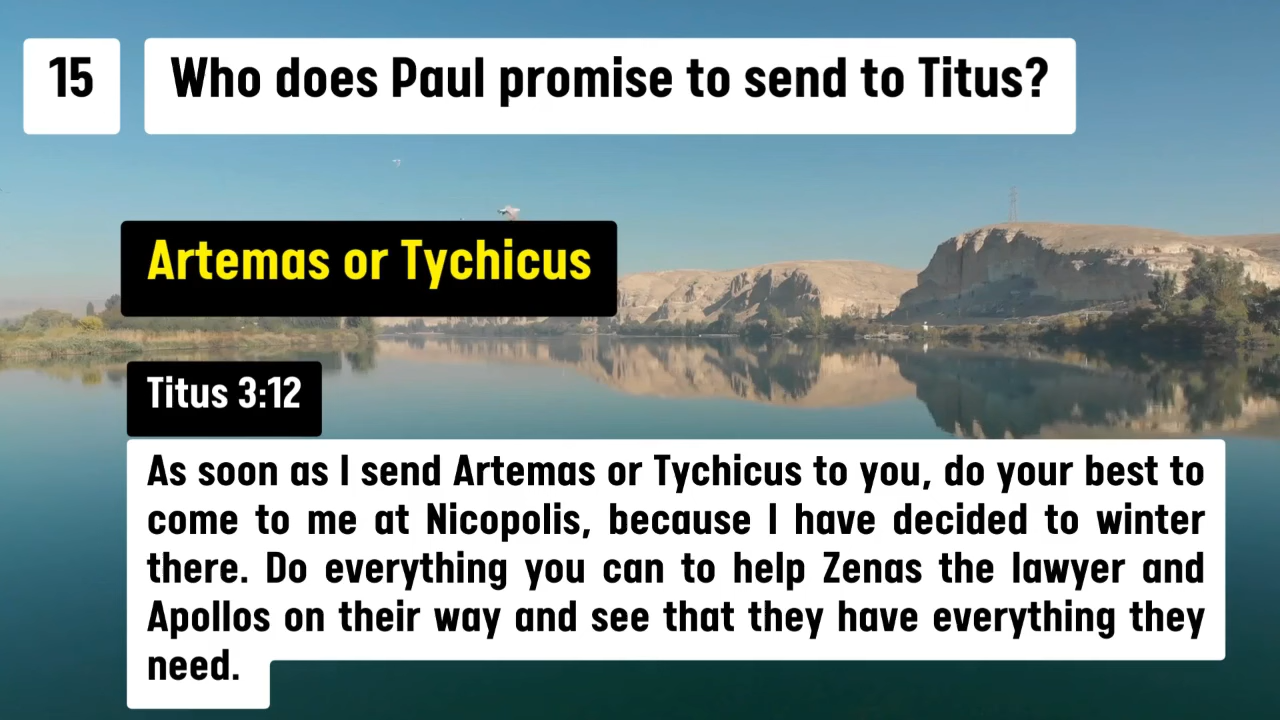 15
Who does Paul promise to send to Titus?
Artemas or Tychicus
Titus 3:12
As soon as I send Artemas or Tychicus to you, do your best to
come to me at Nicopolis, because I have decided to winter
there. Do everything you can to help Zenas the lawyer and
Apollos on their way and see that they have everything they
need.